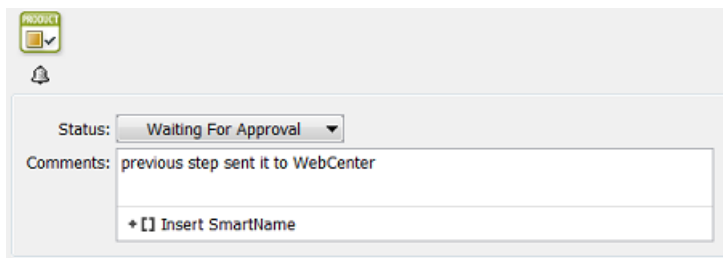 PRODUCT
Status: Waiting For Approval
Comments: previous step sent it to WebCenter
+ [] Insert SmartName